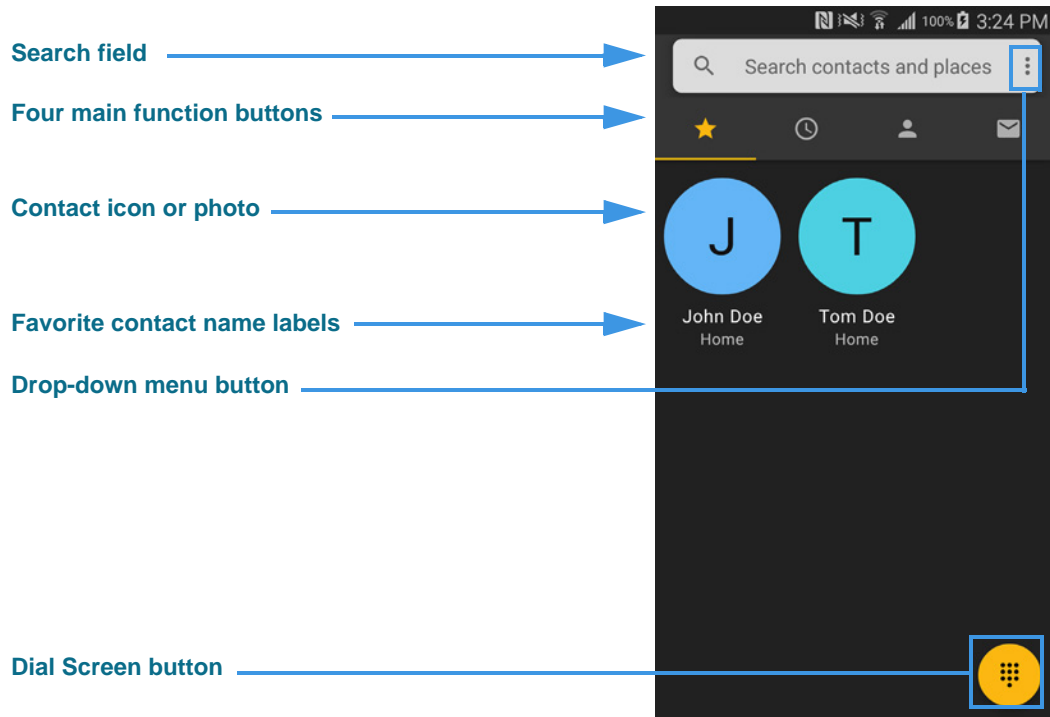 100% 3:24 PM
Search field
Search contacts and places
Four main function buttons
Contact icon or photo
J T
Favorite contact name labels
John Doe Tom Doe
Home Home
Drop-down menu button
Dial Screen button